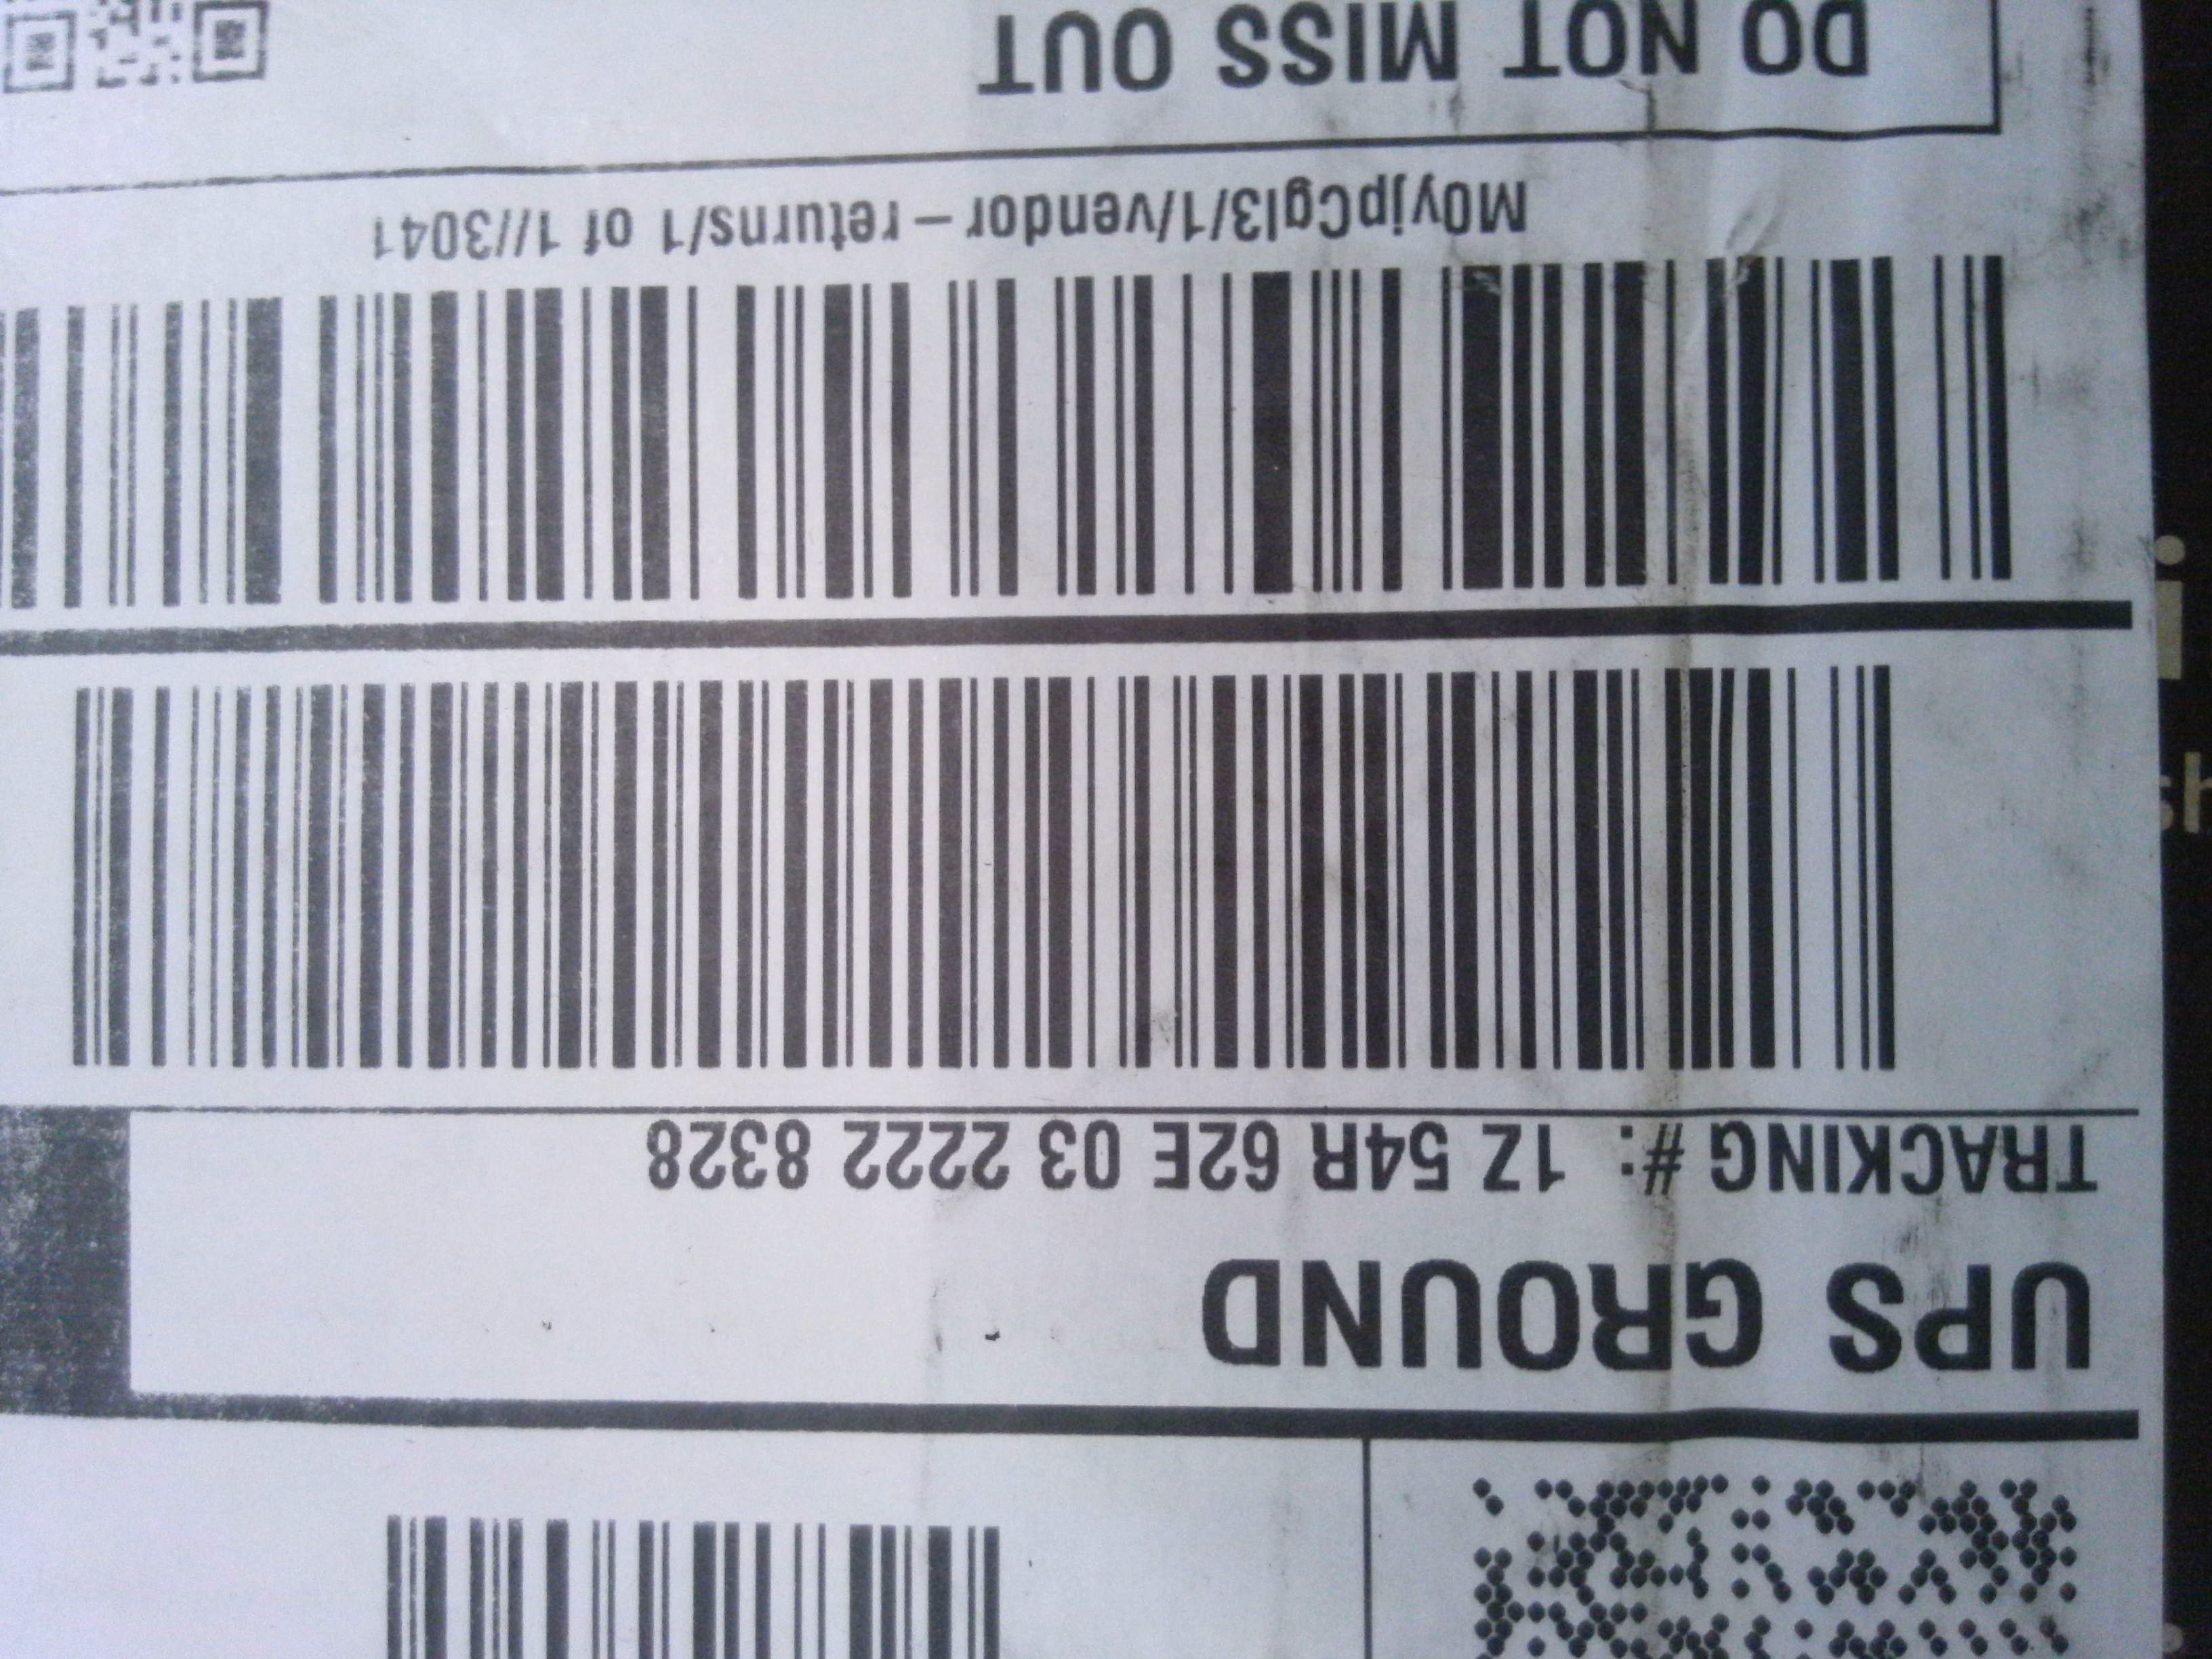 UPS GROUND
TRACKING #: 1Z 54R 62E 03 2222 8328
M0yjpCgl3/1/vendor-returns/1 of 1//3041
DO NOT MISS OUT